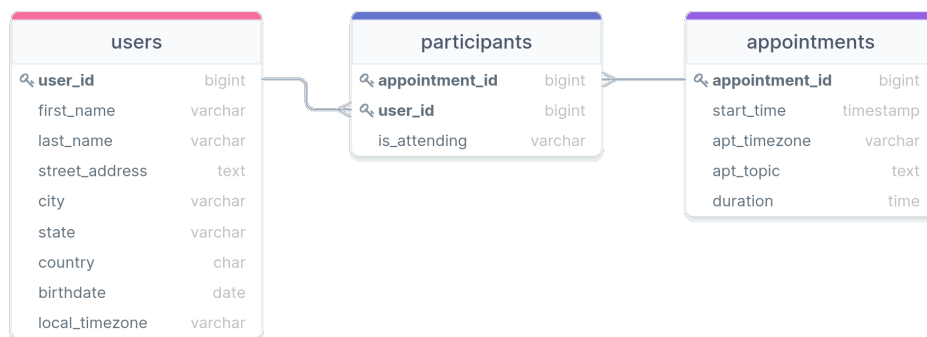 users
user_id bigint
first_name varchar
last_name varchar
street_address text
city varchar
state varchar
country char
birthdate date
local_timezone varchar
participants
appointment_id bigint
user_id bigint
is_attending varchar
appointments
appointment_id bigint
start_time timestamp
apt_timezone varchar
apt_topic text
duration time